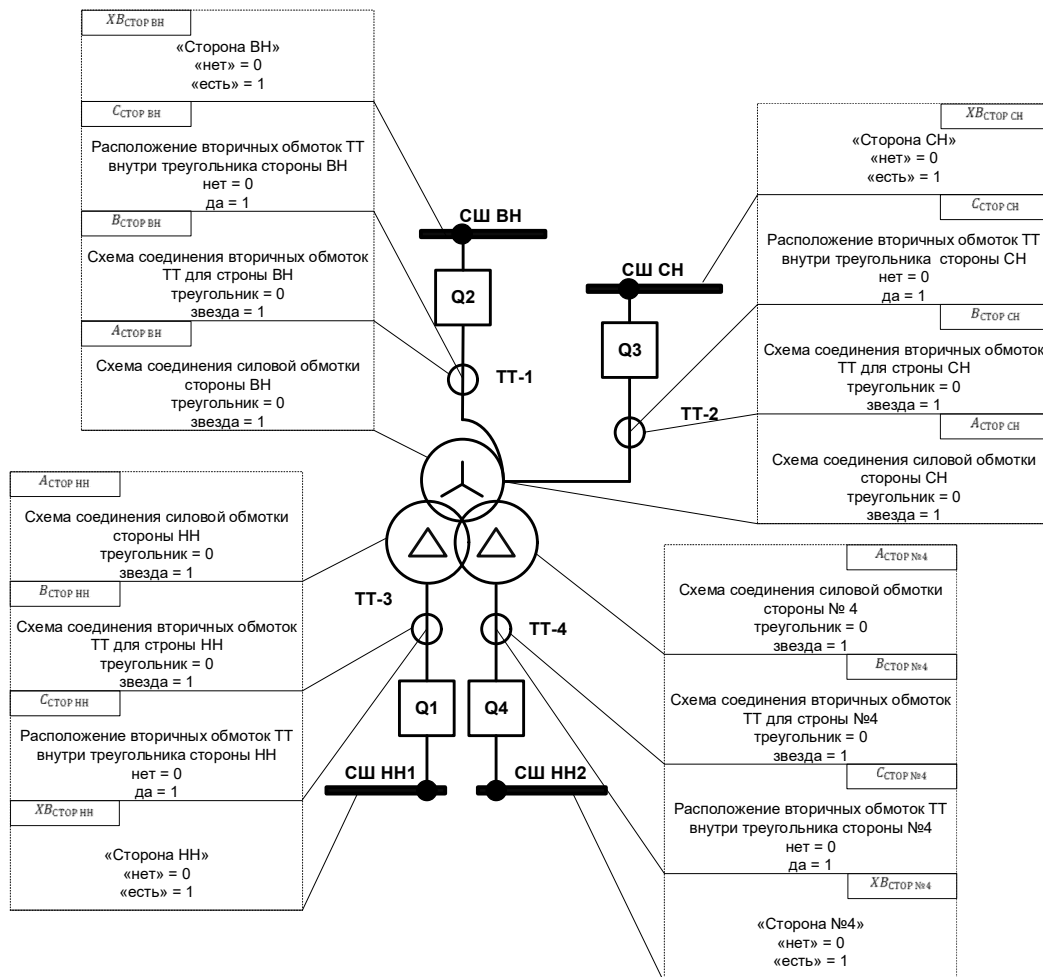 XВСТОР ВН
«Сторона ВН»
«нет» = 0
«есть» = 1
CСТОР ВН
Расположение вторичных обмоток ТТ
внутри треугольника стороны ВН
нет = 0
да = 1
BСТОР ВН
Схема соединения вторичных обмоток
ТТ для строны ВН
треугольник = 0
звезда = 1
AСТОР ВН
Схема соединения силовой обмотки
стороны ВН
треугольник = 0
звезда = 1
СШ ВН
Q2
ТТ-1
СШ СН
Q3
ТТ-2
XВСТОР СН
«Сторона СН»
«нет» = 0
«есть» = 1
CСТОР СН
Расположение вторичных обмоток ТТ
внутри треугольника стороны СН
нет = 0
да = 1
BСТОР СН
Схема соединения вторичных обмоток
ТТ для строны СН
треугольник = 0
звезда = 1
AСТОР СН
Схема соединения силовой обмотки
стороны СН
треугольник = 0
звезда = 1
AСТОР НН
Схема соединения силовой обмотки
стороны НН
треугольник = 0
звезда = 1
BСТОР НН
Схема соединения вторичных обмоток
ТТ для строны НН
треугольник = 0
звезда = 1
CСТОР НН
Расположение вторичных обмоток ТТ
внутри треугольника стороны НН
нет = 0
да = 1
XВСТОР НН
«Сторона НН»
«нет» = 0
«есть» = 1
ТТ-3
ТТ-4
Q1
Q4
СШ НН1
СШ НН2
AСТОР №4
Схема соединения силовой обмотки
стороны № 4
треугольник = 0
звезда = 1
BСТОР №4
Схема соединения вторичных обмоток
ТТ для строны №4
треугольник = 0
звезда = 1
CСТОР №4
Расположение вторичных обмоток ТТ
внутри треугольника стороны №4
нет = 0
да = 1
XВСТОР №4
«Сторона №4»
«нет» = 0
«есть» = 1